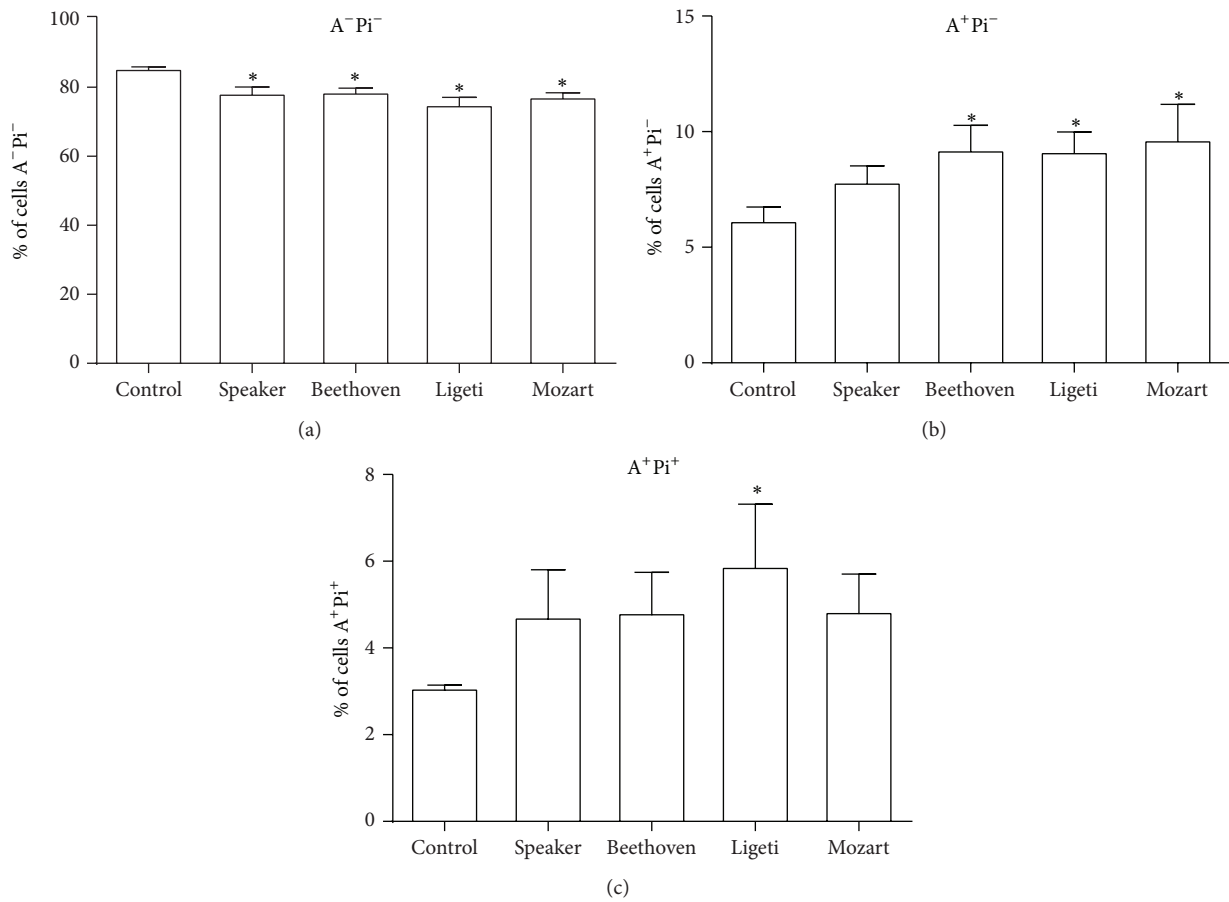 A⁻Pi⁻
% of cells A⁻Pi⁻
100
80
60
40
20
0
*
*
*
*
Control Speaker Beethoven Ligeti Mozart
(a)
A⁺Pi⁻
% of cells A⁺Pi⁻
15
10
5
0
*
*
*
Control Speaker Beethoven Ligeti Mozart
(b)
A⁺Pi⁺
% of cells A⁺Pi⁺
8
6
4
2
0
*
Control Speaker Beethoven Ligeti Mozart
(c)